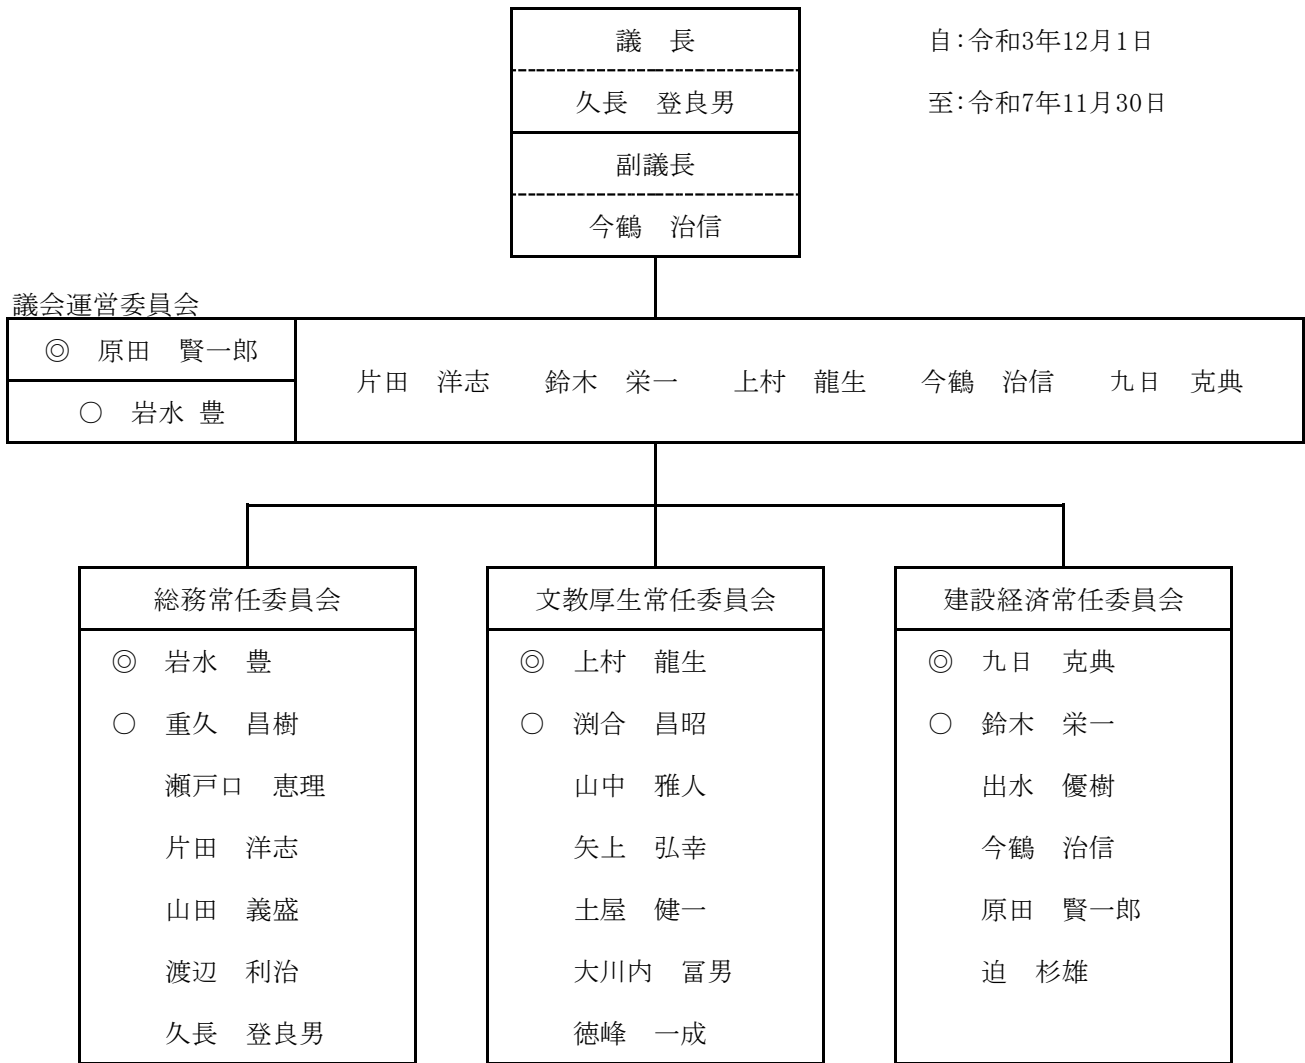 議　長
久長　登良男
副議長
今鶴　治信
自：令和3年12月1日
至：令和7年11月30日
議会運営委員会
◎　原田　賢一郎
○　岩水 豊
片田　洋志　　鈴木　栄一　　上村　龍生　　今鶴　治信　　九日　克典
総務常任委員会
◎　岩水　豊
○　重久　昌樹
瀬戸口　恵理
片田　洋志
山田　義盛
渡辺　利治
久長　登良男
文教厚生常任委員会
◎　上村　龍生
○　渕合　昌昭
山中　雅人
矢上　弘幸
土屋　健一
大川内　冨男
徳峰　一成
建設経済常任委員会
◎　九日　克典
○　鈴木　栄一
出水　優樹
今鶴　治信
原田　賢一郎
迫　杉雄